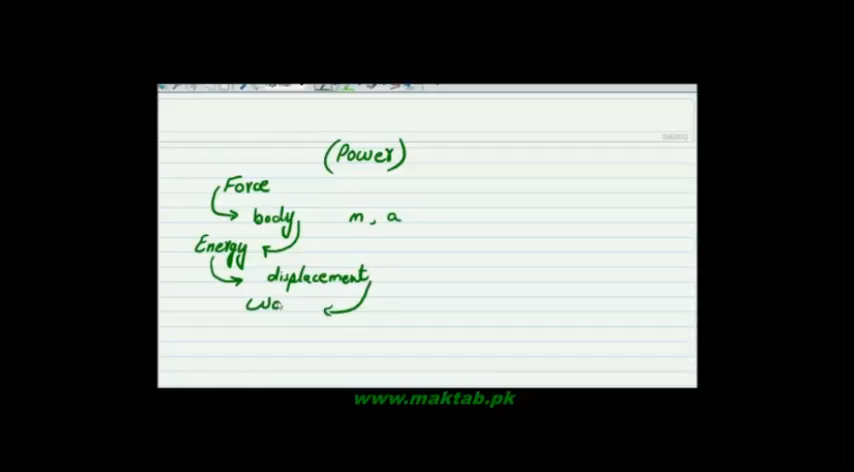 (Power)
Force
body m, a
Energy
displacement
wo
www.maktab.pk